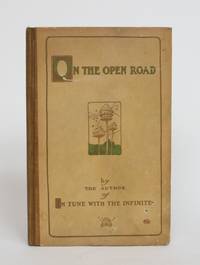 ON THE OPEN ROAD
by
THE AUTHOR
of
IN TUNE WITH THE INFINITE